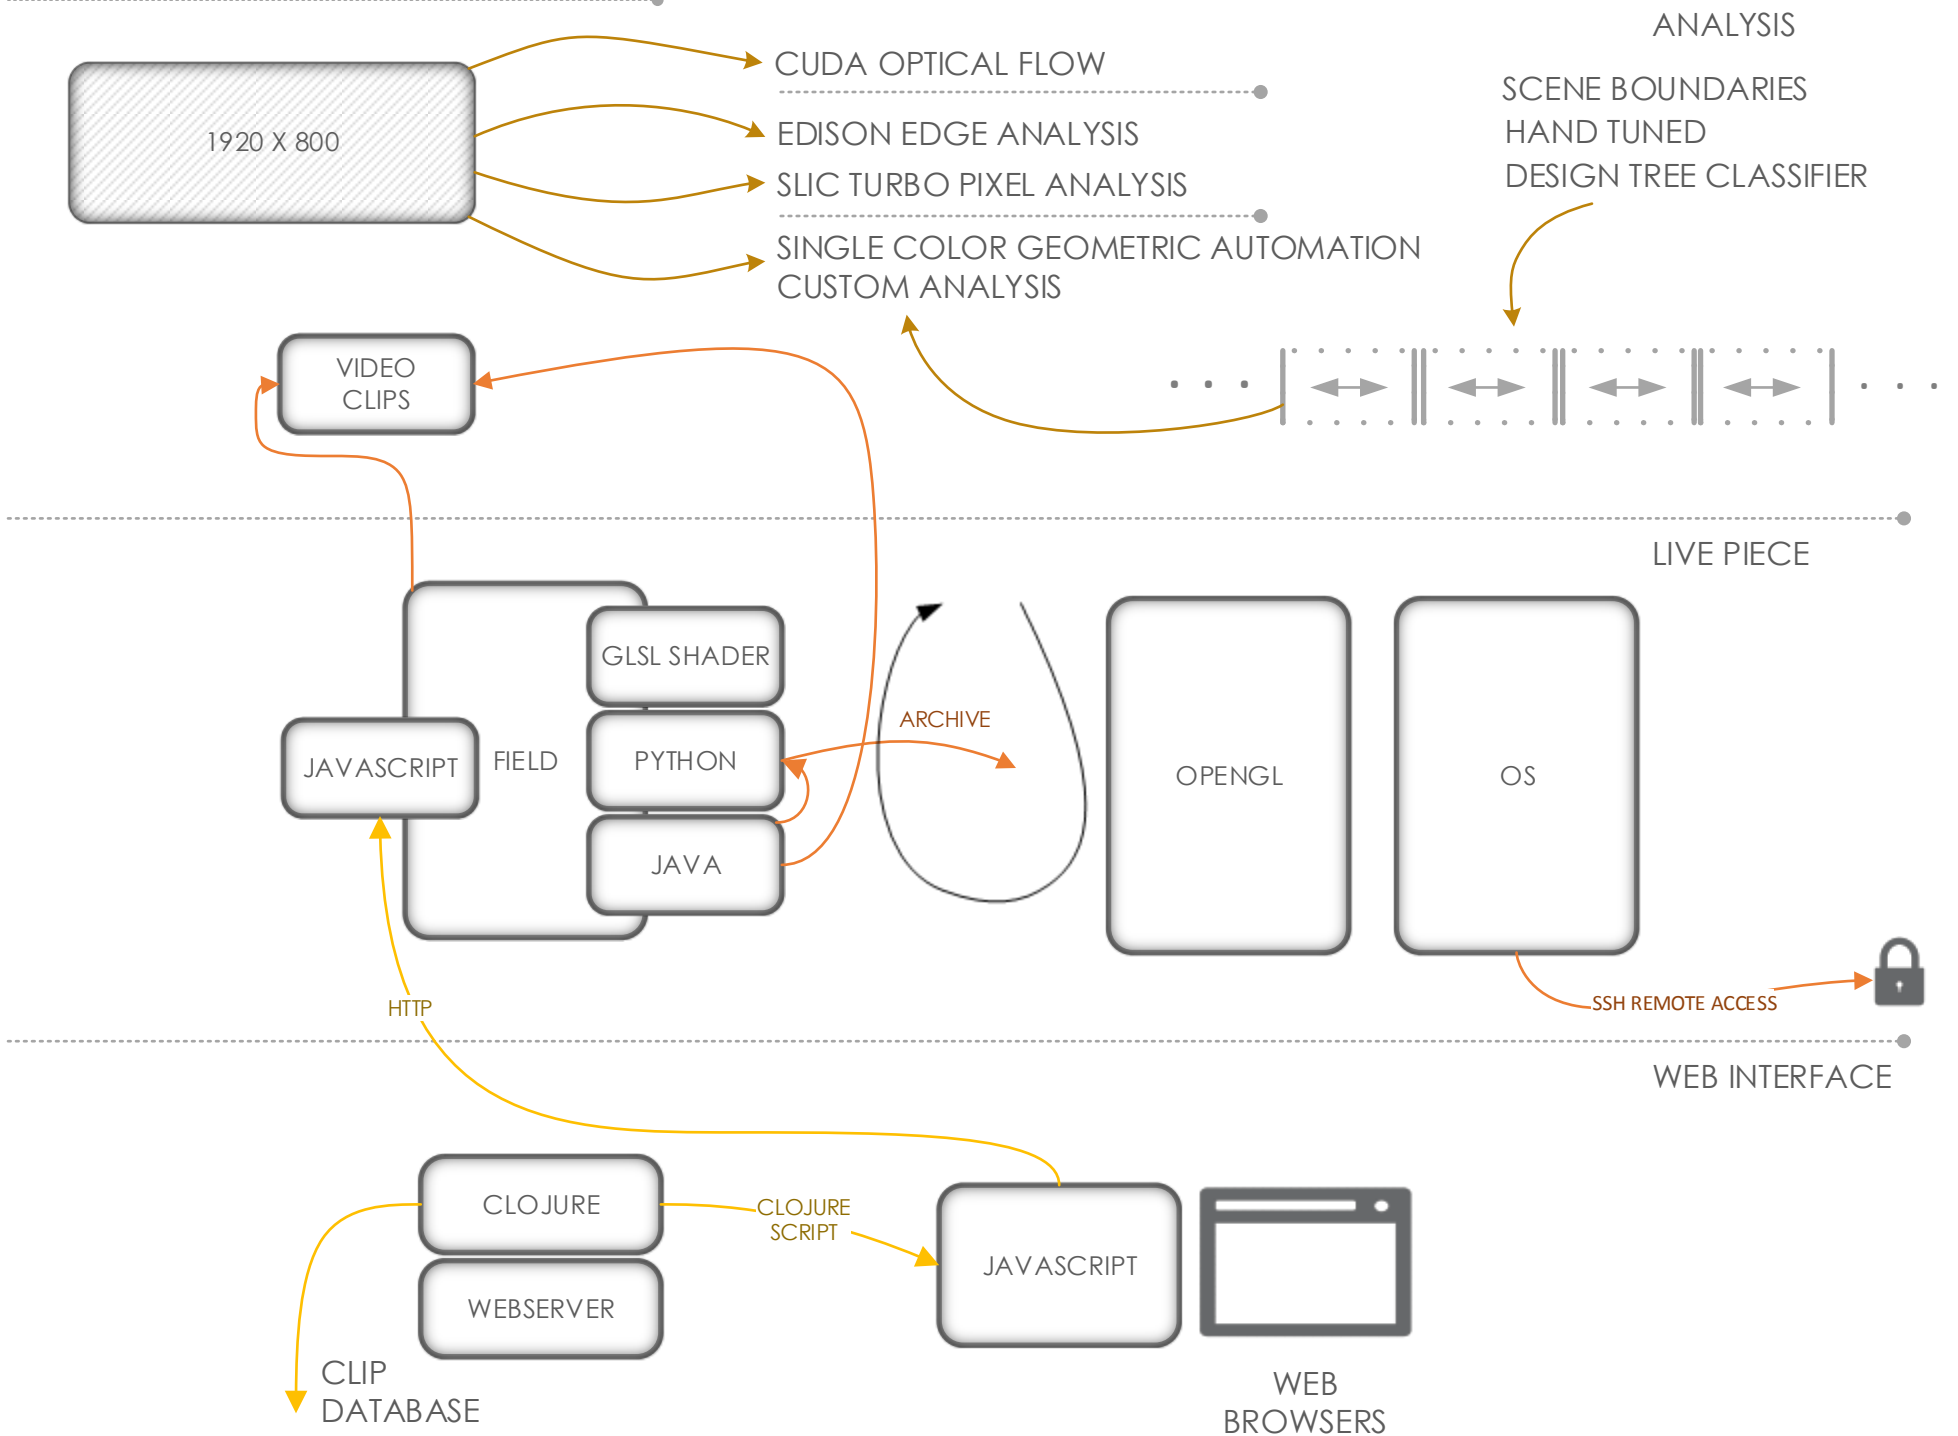 ANALYSIS
CUDA OPTICAL FLOW
SCENE BOUNDARIES
HAND TUNED
DESIGN TREE CLASSIFIER
1920 X 800
EDISON EDGE ANALYSIS
SLIC TURBO PIXEL ANALYSIS
SINGLE COLOR GEOMETRIC AUTOMATION
CUSTOM ANALYSIS
VIDEO
CLIPS
LIVE PIECE
GLSL SHADER
JAVASCRIPT
FIELD
PYTHON
JAVA
ARCHIVE
OPENGL
OS
HTTP
SSH REMOTE ACCESS
WEB INTERFACE
CLOJURE
WEBSERVER
CLOJURE
SCRIPT
JAVASCRIPT
CLIP
DATABASE
WEB
BROWSERS